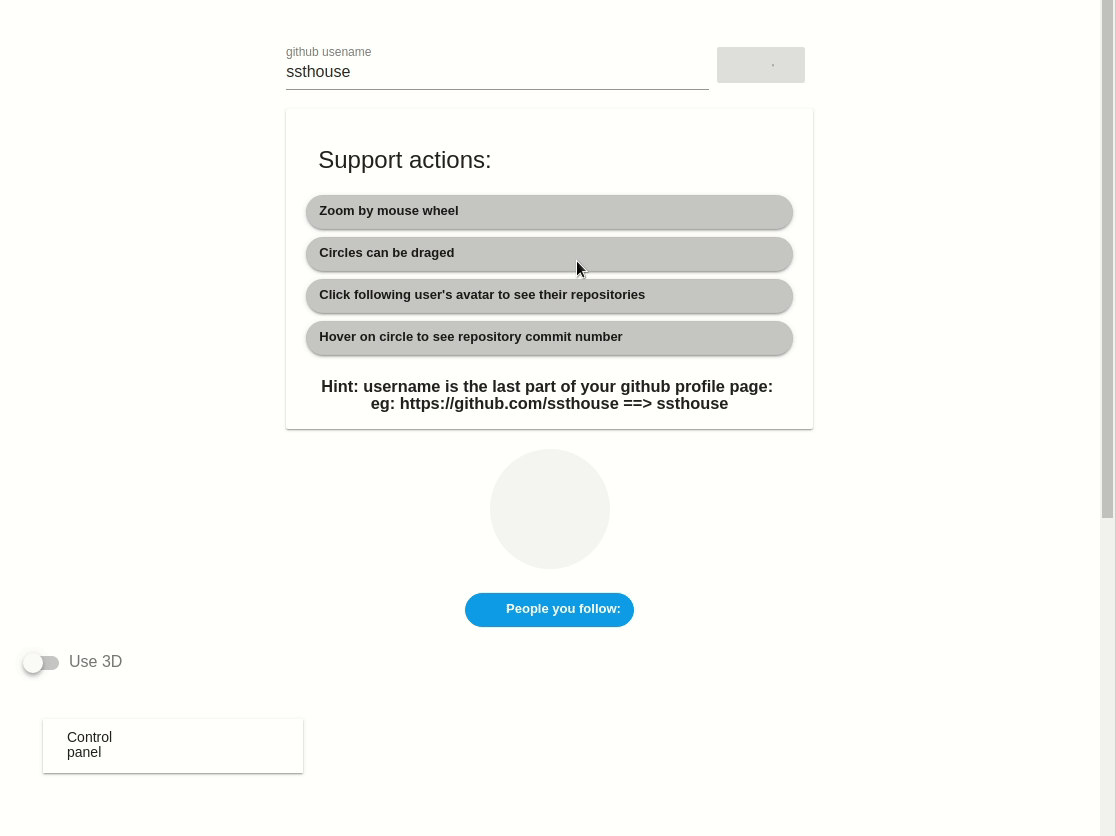 github usename
ssthouse
Support actions:
Zoom by mouse wheel
Circles can be draged
Click following user's avatar to see their repositories
Hover on circle to see repository commit number
Hint: username is the last part of your github profile page:
eg: https://github.com/ssthouse ==> ssthouse
People you follow:
Use 3D
Control
panel